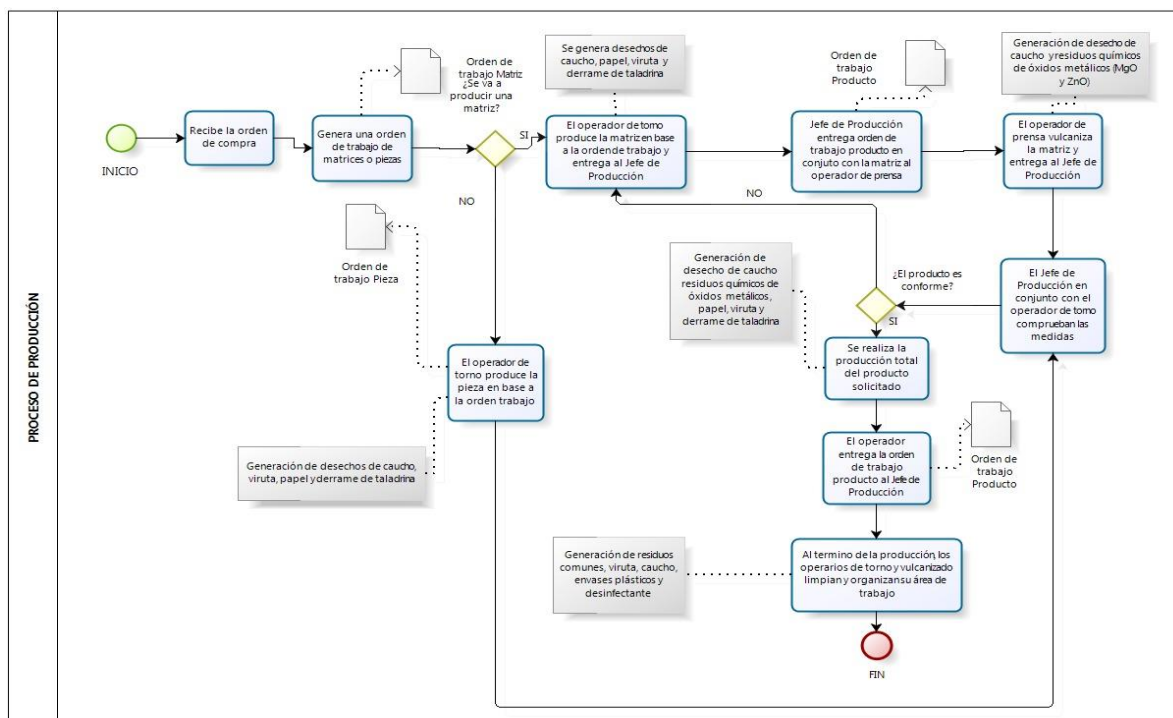 PROCESO DE PRODUCCIÓN
INICIO
Recibe la orden
de compra
Genera una orden
de trabajo de
matrices o piezas
Orden de
trabajo Matriz
¿Se va a
producir una
matriz?
SI
NO
Se genera desechos de
caucho, papel, viruta y
derrame de taladrina
El operador de torno
produce la matriz en base
a la orden de trabajo y
entrega al Jefe de
Producción
Orden de
trabajo
Producto
Jefe de Producción
entrega orden de
trabajo producto en
conjuto con la matriz al
operador de prensa
Generación de desecho de
caucho y residuos químicos
de óxidos metálicos (MgO
y ZnO)
El operador de
prensa vulcaniza
la matriz y
entrega al Jefe de
Producción
Orden de
trabajo Pieza
El operador de
torno produce la
pieza en base a
la orden trabajo
Generación de desechos de caucho,
viruta, papel y derrame de taladrina
El Jefe de
Producción en
conjunto con el
operador de torno
comprueban las
medidas
¿El producto es
conforme?
NO
SI
Generación de
desecho de caucho
residuos químicos de
óxidos metálicos,
papel, viruta y
derrame de taladrina
Se realiza la
producción total
del producto
solicitado
El operador
entrega la orden
de trabajo
producto al Jefe de
Producción
Orden de
trabajo
Producto
Generación de residuos
comunes, viruta, caucho,
envases plásticos y
desinfectante
Al termino de la producción, los
operarios de torno y vulcanizado
limpian y organizan su área de
trabajo
FIN